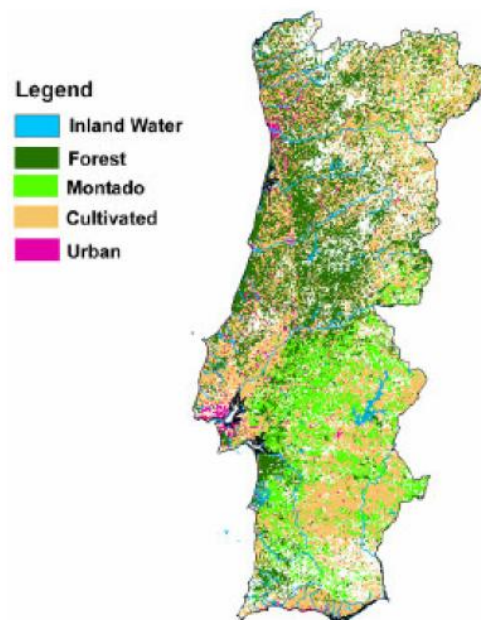 Legend
Inland Water
Forest
Montado
Cultivated
Urban